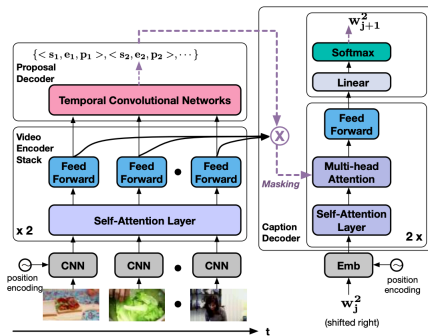 {< s₁, e₁, p₁ >, < s₂, e₂, p₂ >, ⋯}
Proposal
Decoder
Temporal Convolutional Networks
Video
Encoder
Stack
Feed
Forward
Feed
Forward
Feed
Forward
x 2
Self-Attention Layer
CNN
CNN
CNN
position
encoding
t
X
Masking
w²ⱼ₊₁
Softmax
Linear
Feed
Forward
Multi-head
Attention
Self-Attention
Layer
Caption
Decoder
2 x
Emb
position
encoding
w²ⱼ
(shifted right)